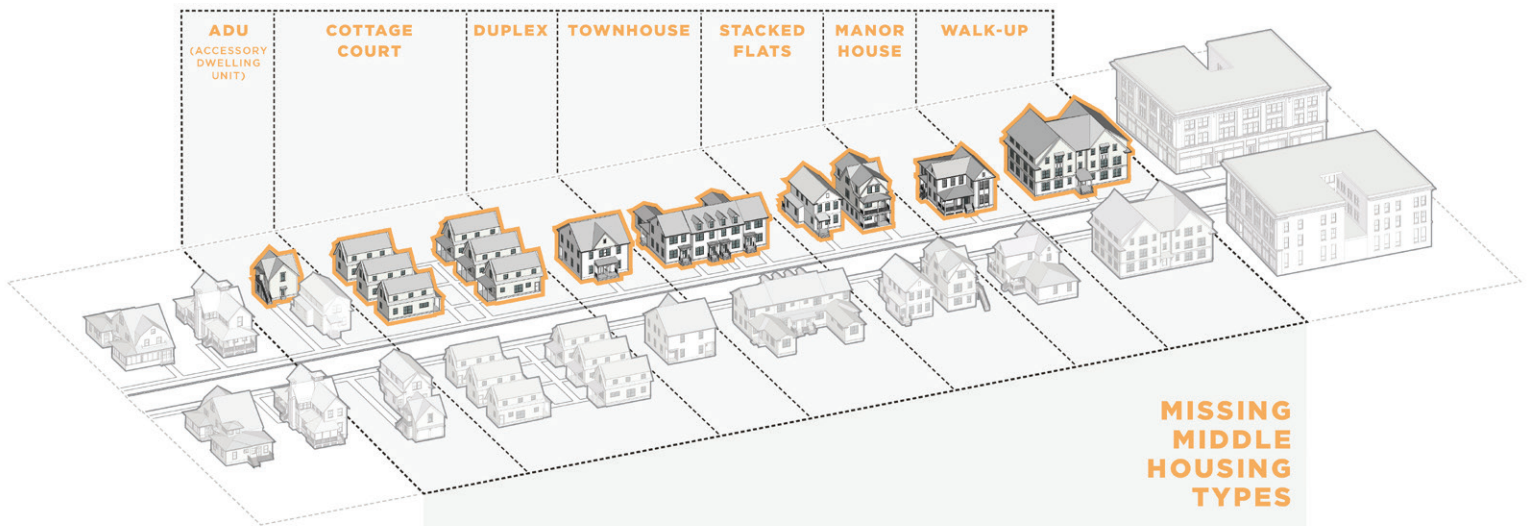 ADU
(ACCESSORY
DWELLING
UNIT)
COTTAGE
COURT
DUPLEX
TOWNHOUSE
STACKED
FLATS
MANOR
HOUSE
WALK-UP
MISSING
MIDDLE
HOUSING
TYPES